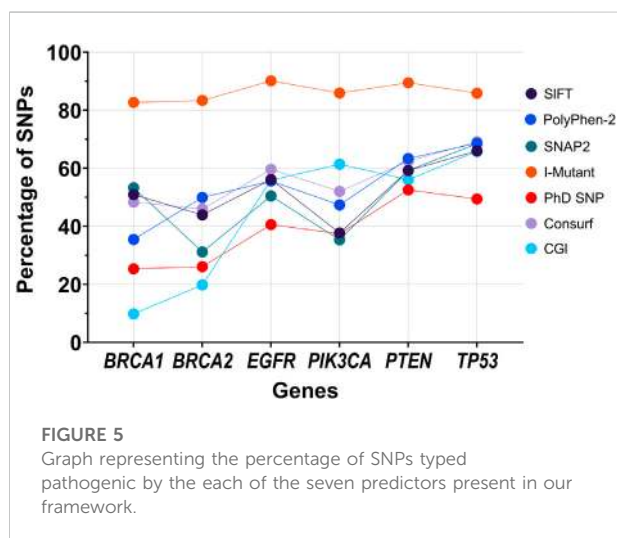 100
80
60
40
20
0
Percentage of SNPs
BRCA1 BRCA2 EGFR PIK3CA PTEN TP53
Genes
SIFT
PolyPhen-2
SNAP2
I-Mutant
PhD SNP
Consurf
CGI
FIGURE 5
Graph representing the percentage of SNPs typed
pathogenic by the each of the seven predictors present in our
framework.